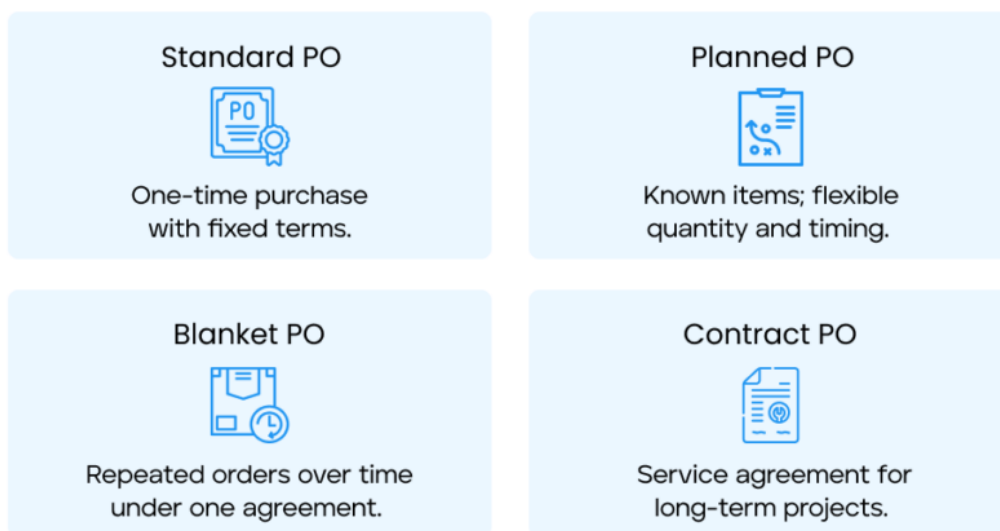 Standard PO
PO
One-time purchase
with fixed terms.
Planned PO
Known items; flexible
quantity and timing.
Blanket PO
Repeated orders over time
under one agreement.
Contract PO
Service agreement for
long-term projects.